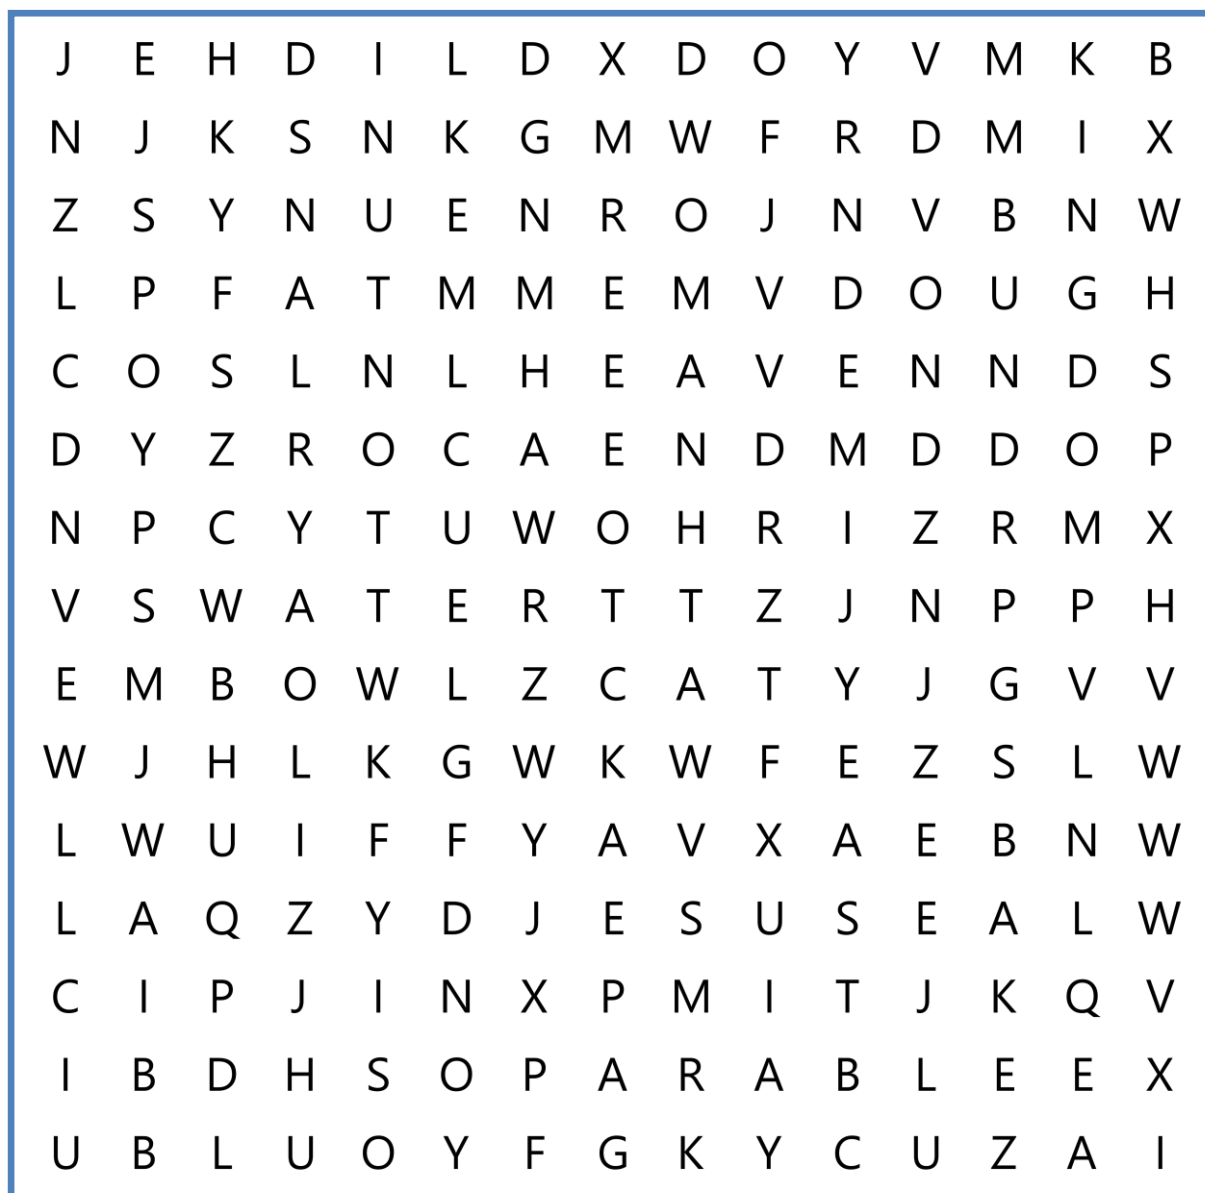 J E H D I L D X D O Y V M K B
N J K S N K G M W F R D M I X
Z S Y N U E N R O J N V B N W
L P F A T M M E M V D O U G H
C O S L N L H E A V E N N D S
D Y Z R O C A E N D M D D O P
N P C Y T U W O H R I Z R M X
V S W A T E R T T Z J N P P H
E M B O W L Z C A T Y J G V V
W J H L K G W K W F E Z S L W
L W U I F F Y A V X A E B N W
L A Q Z Y D J E S U S E A L W
C I P J I N X P M I T J K Q V
I B D H S O P A R A B L E E X
U B L U O Y F G K Y C U Z A I